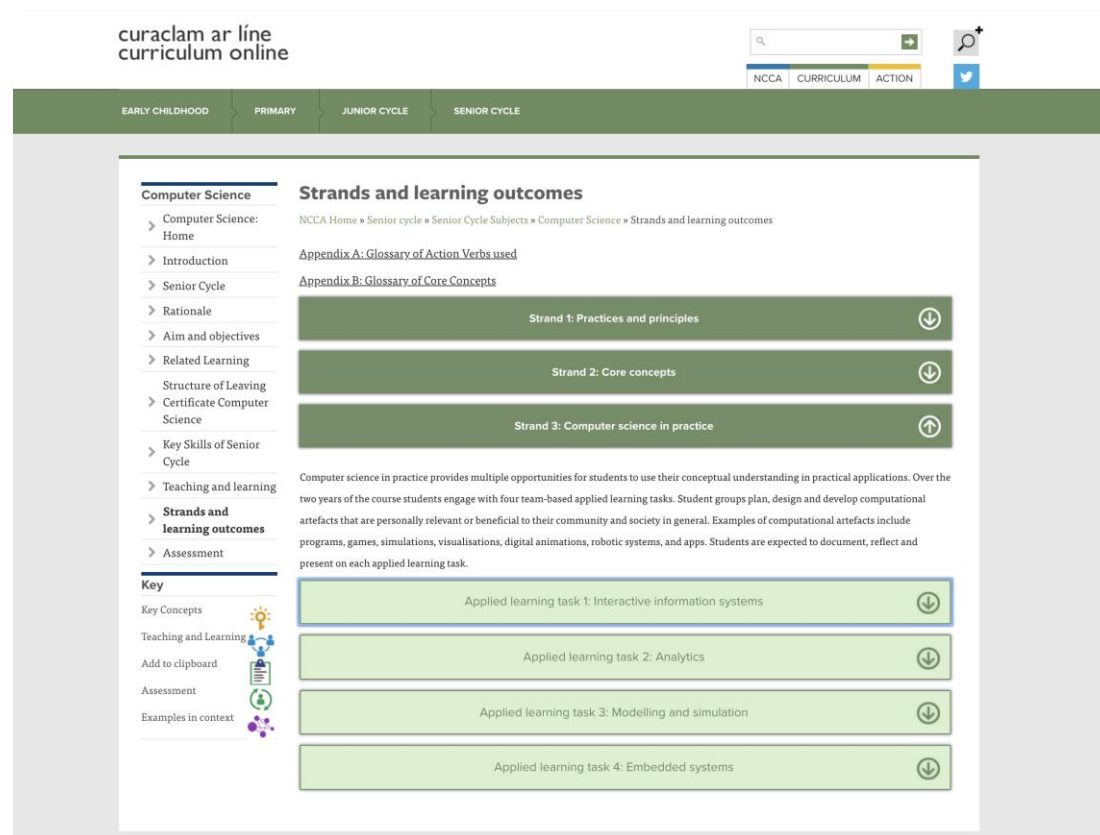 curaclam ar líne
curriculum online
NCCA CURRICULUM ACTION
EARLY CHILDHOOD PRIMARY JUNIOR CYCLE SENIOR CYCLE
Computer Science
Computer Science:
Home
Introduction
Senior Cycle
Rationale
Aim and objectives
Related Learning
Structure of Leaving
Certificate Computer
Science
Key Skills of Senior
Cycle
Teaching and learning
Strands and
learning outcomes
Assessment
Key
Key Concepts
Teaching and Learning
Add to clipboard
Assessment
Examples in context
Strands and learning outcomes
NCCA Home » Senior cycle » Senior Cycle Subjects » Computer Science » Strands and learning outcomes
Appendix A: Glossary of Action Verbs used
Appendix B: Glossary of Core Concepts
Strand 1: Practices and principles
Strand 2: Core concepts
Strand 3: Computer science in practice
Computer science in practice provides multiple opportunities for students to use their conceptual understanding in practical applications. Over the
two years of the course students engage with four team-based applied learning tasks. Student groups plan, design and develop computational
artefacts that are personally relevant or beneficial to their community and society in general. Examples of computational artefacts include
programs, games, simulations, visualisations, digital animations, robotic systems, and apps. Students are expected to document, reflect and
present on each applied learning task.
Applied learning task 1: Interactive information systems
Applied learning task 2: Analytics
Applied learning task 3: Modelling and simulation
Applied learning task 4: Embedded systems